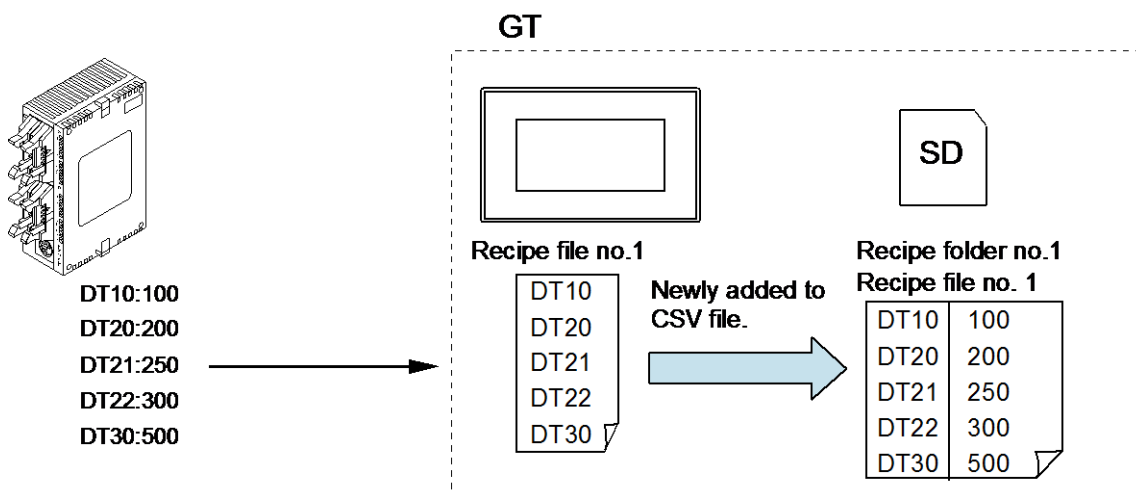 GT
SD
DT10:100
DT20:200
DT21:250
DT22:300
DT30:500
Recipe file no.1
DT10
DT20
DT21
DT22
DT30
Newly added to
CSV file.
Recipe folder no.1
Recipe file no. 1
DT10 100
DT20 200
DT21 250
DT22 300
DT30 500